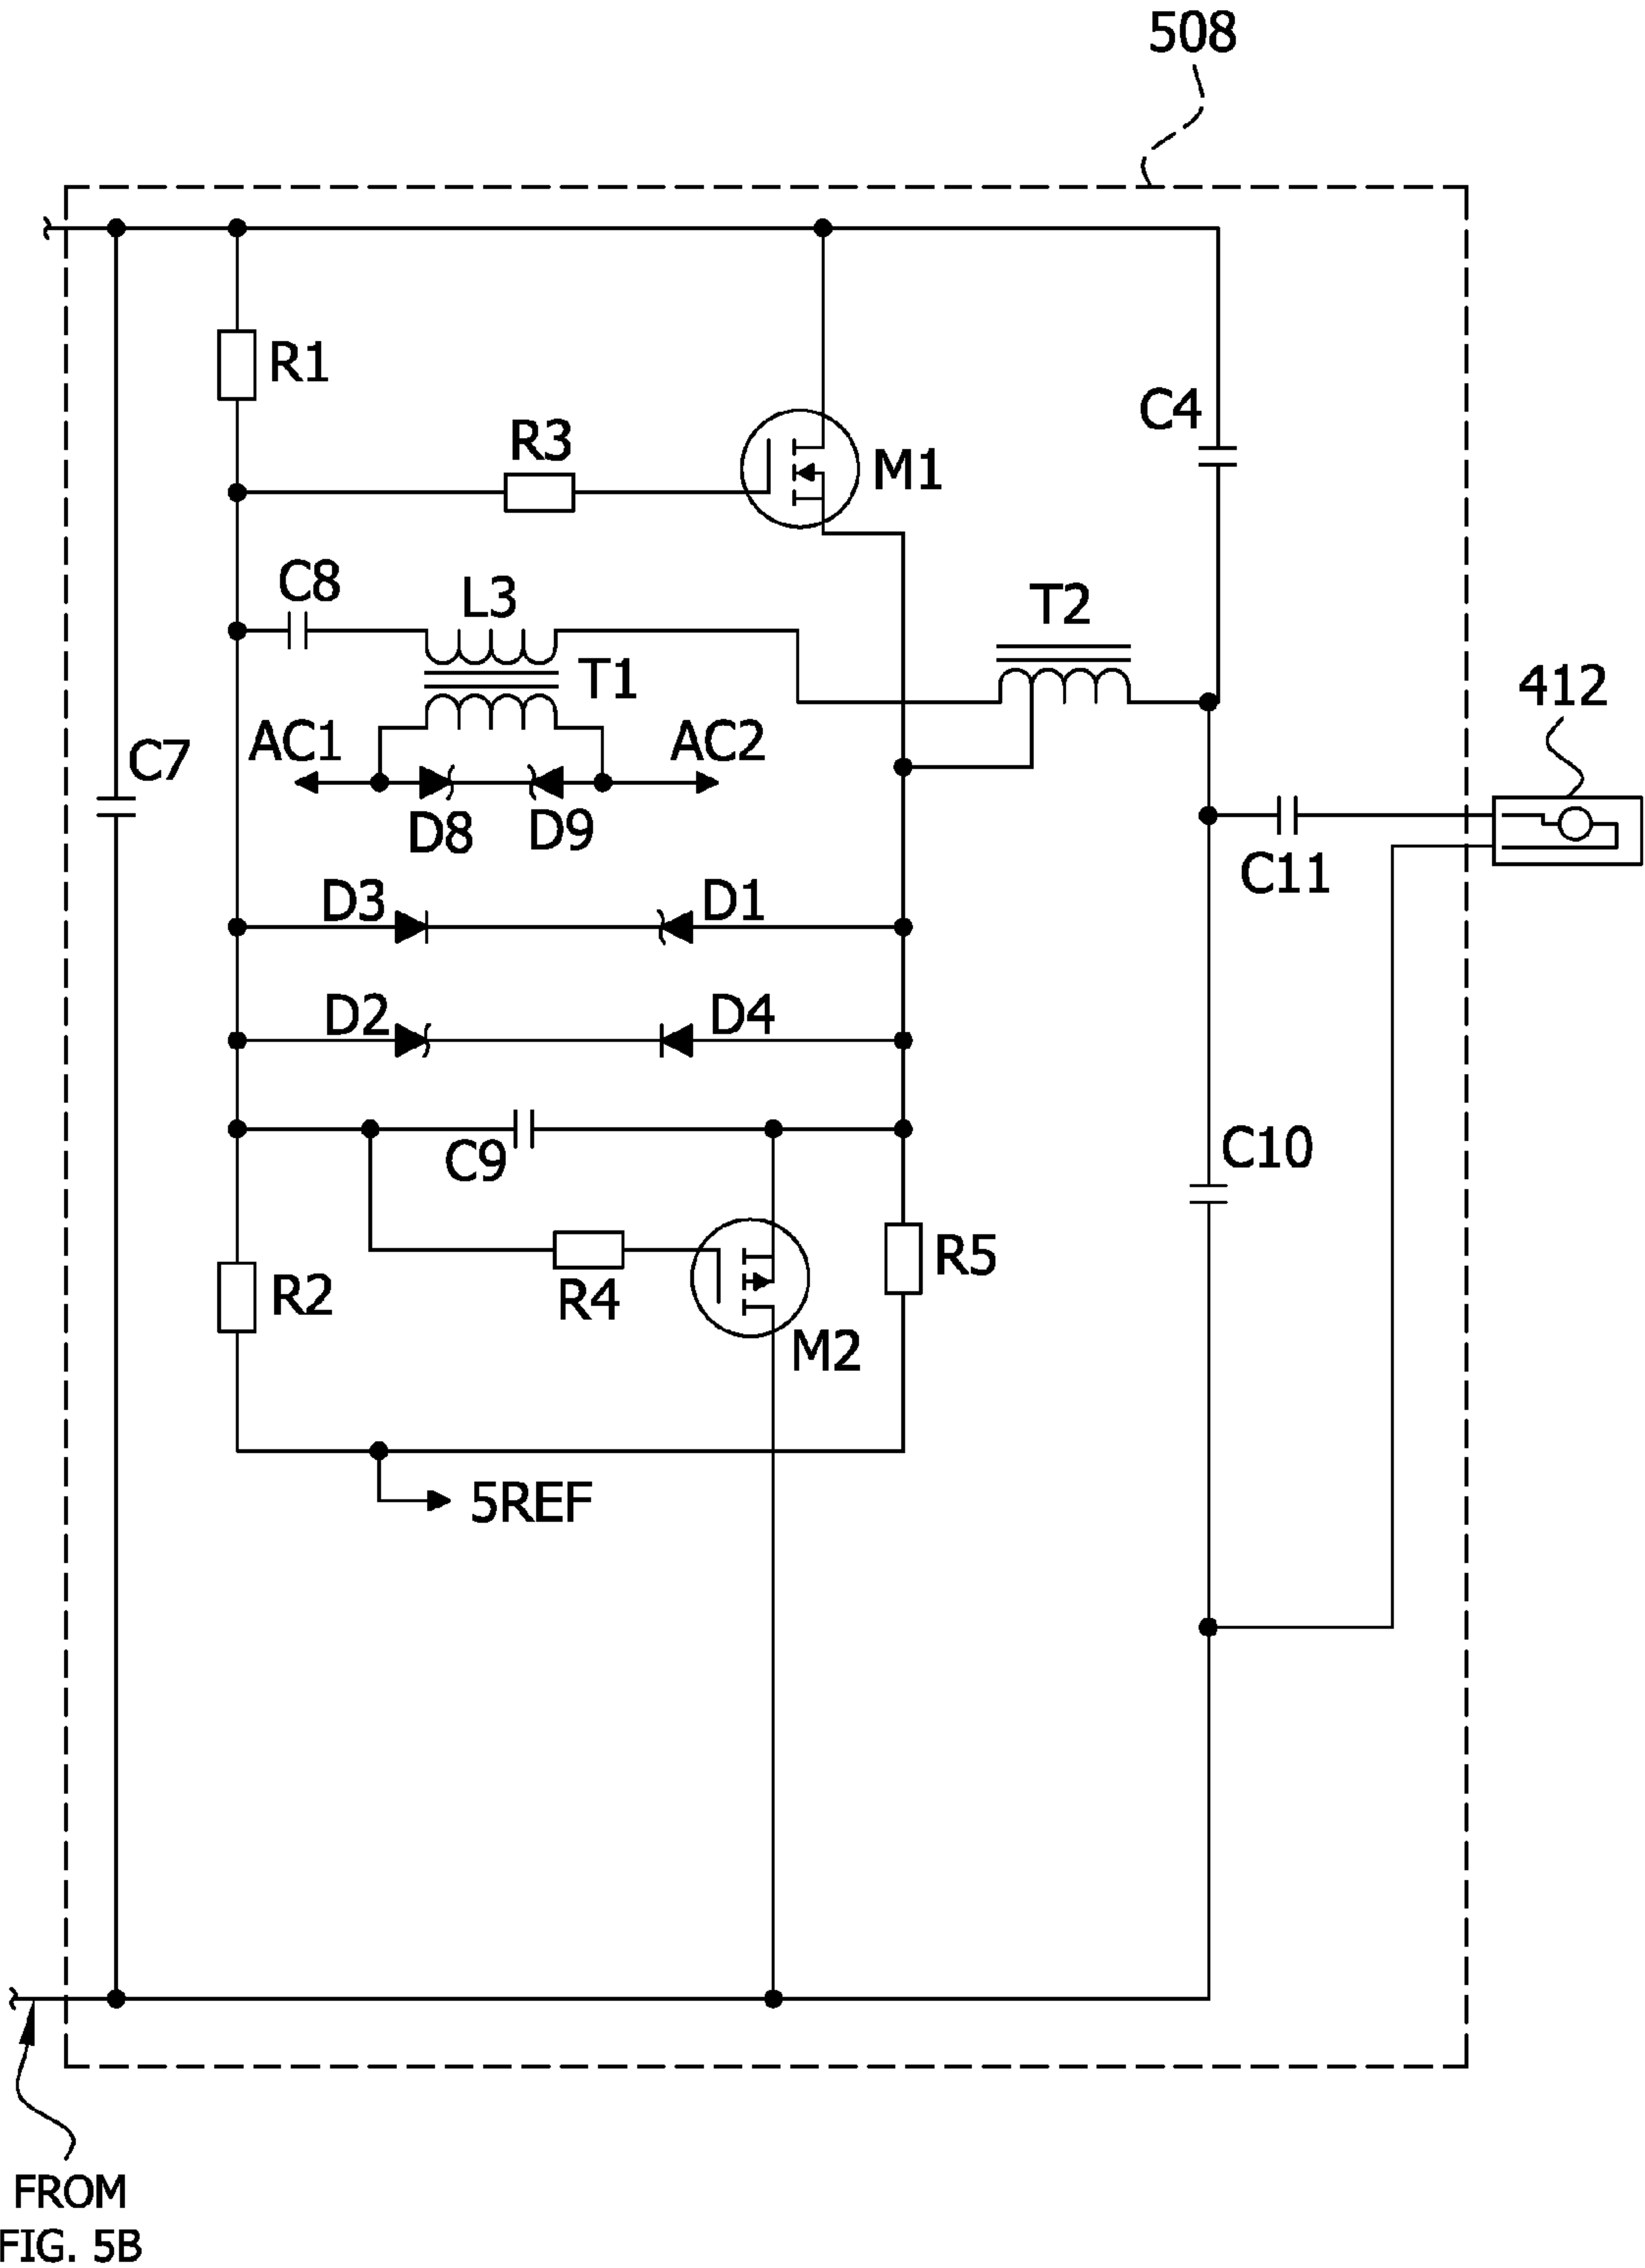 508
R1
R3
M1
C4
C8
L3
T2
T1
412
AC1
AC2
C7
D8
D9
C11
D3
D1
D2
D4
C9
C10
R2
R4
R5
M2
5REF
FROM
FIG. 5B